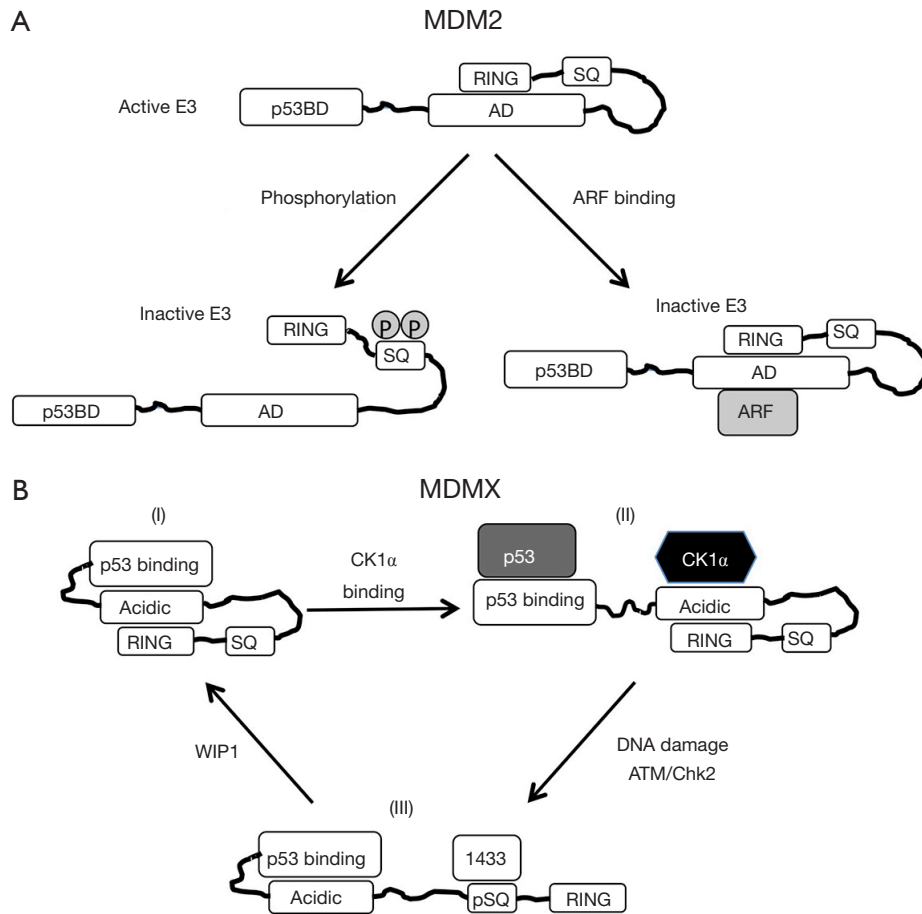 A
MDM2
Active E3
p53BD
RING
SQ
AD
Phosphorylation
ARF binding
Inactive E3
RING
P
P
SQ
p53BD
AD
Inactive E3
RING
SQ
p53BD
AD
ARF
B
MDMX
(I)
p53 binding
Acidic
RING
SQ
CK1α
binding
(II)
p53
p53 binding
CK1α
Acidic
RING
SQ
WIP1
DNA damage
ATM/Chk2
(III)
p53 binding
Acidic
1433
pSQ
RING